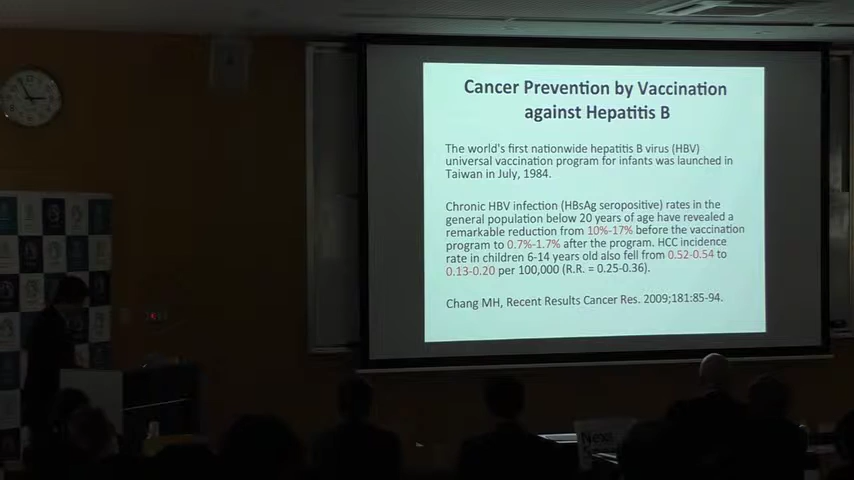 Cancer Prevention by Vaccination
against Hepatitis B
The world's first nationwide hepatitis B virus (HBV)
universal vaccination program for infants was launched in
Taiwan in July, 1984.
Chronic HBV infection (HBsAg seropositive) rates in the
general population below 20 years of age have revealed a
remarkable reduction from 10%-17% before the vaccination
program to 0.7%-1.7% after the program. HCC incidence
rate in children 6-14 years old also fell from 0.52-0.54 to
0.13-0.20 per 100,000 (R.R. = 0.25-0.36).
Chang MH, Recent Results Cancer Res. 2009;181:85-94.